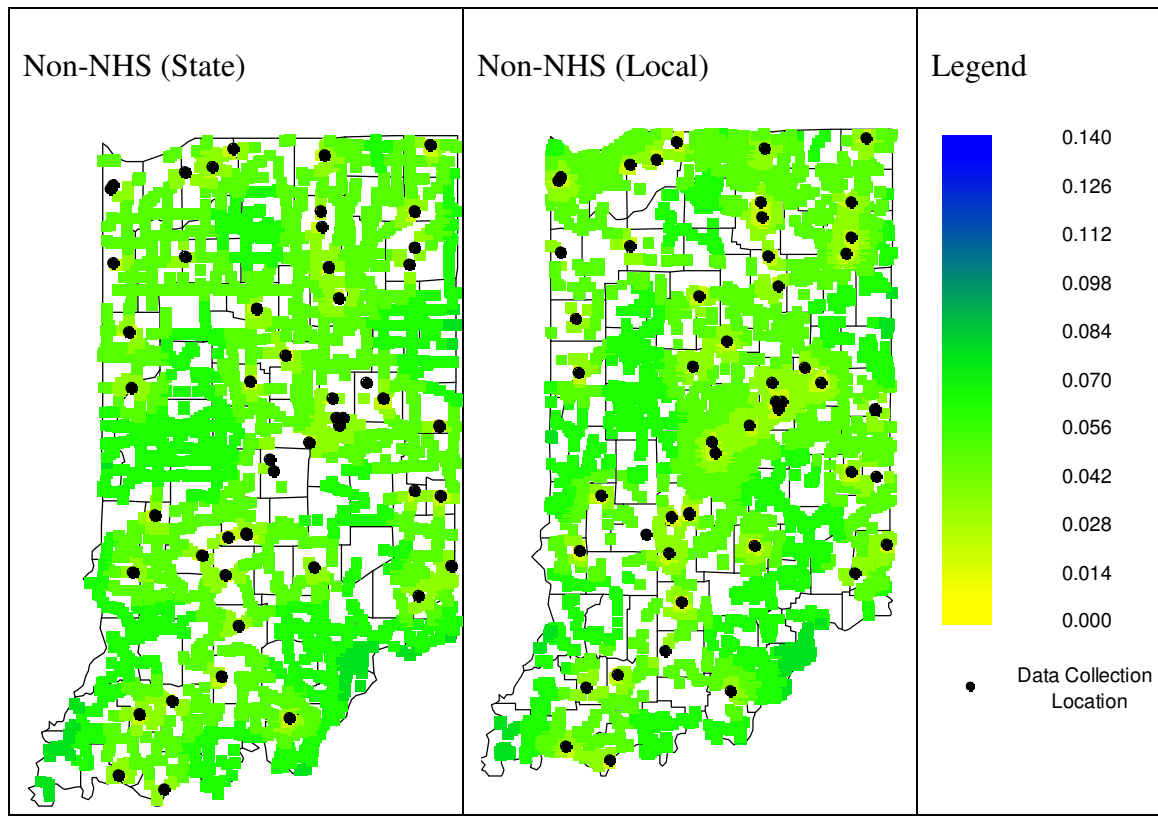 Non-NHS (State)
Non-NHS (Local)
Legend
0.140
0.126
0.112
0.098
0.084
0.070
0.056
0.042
0.028
0.014
0.000
Data Collection
Location